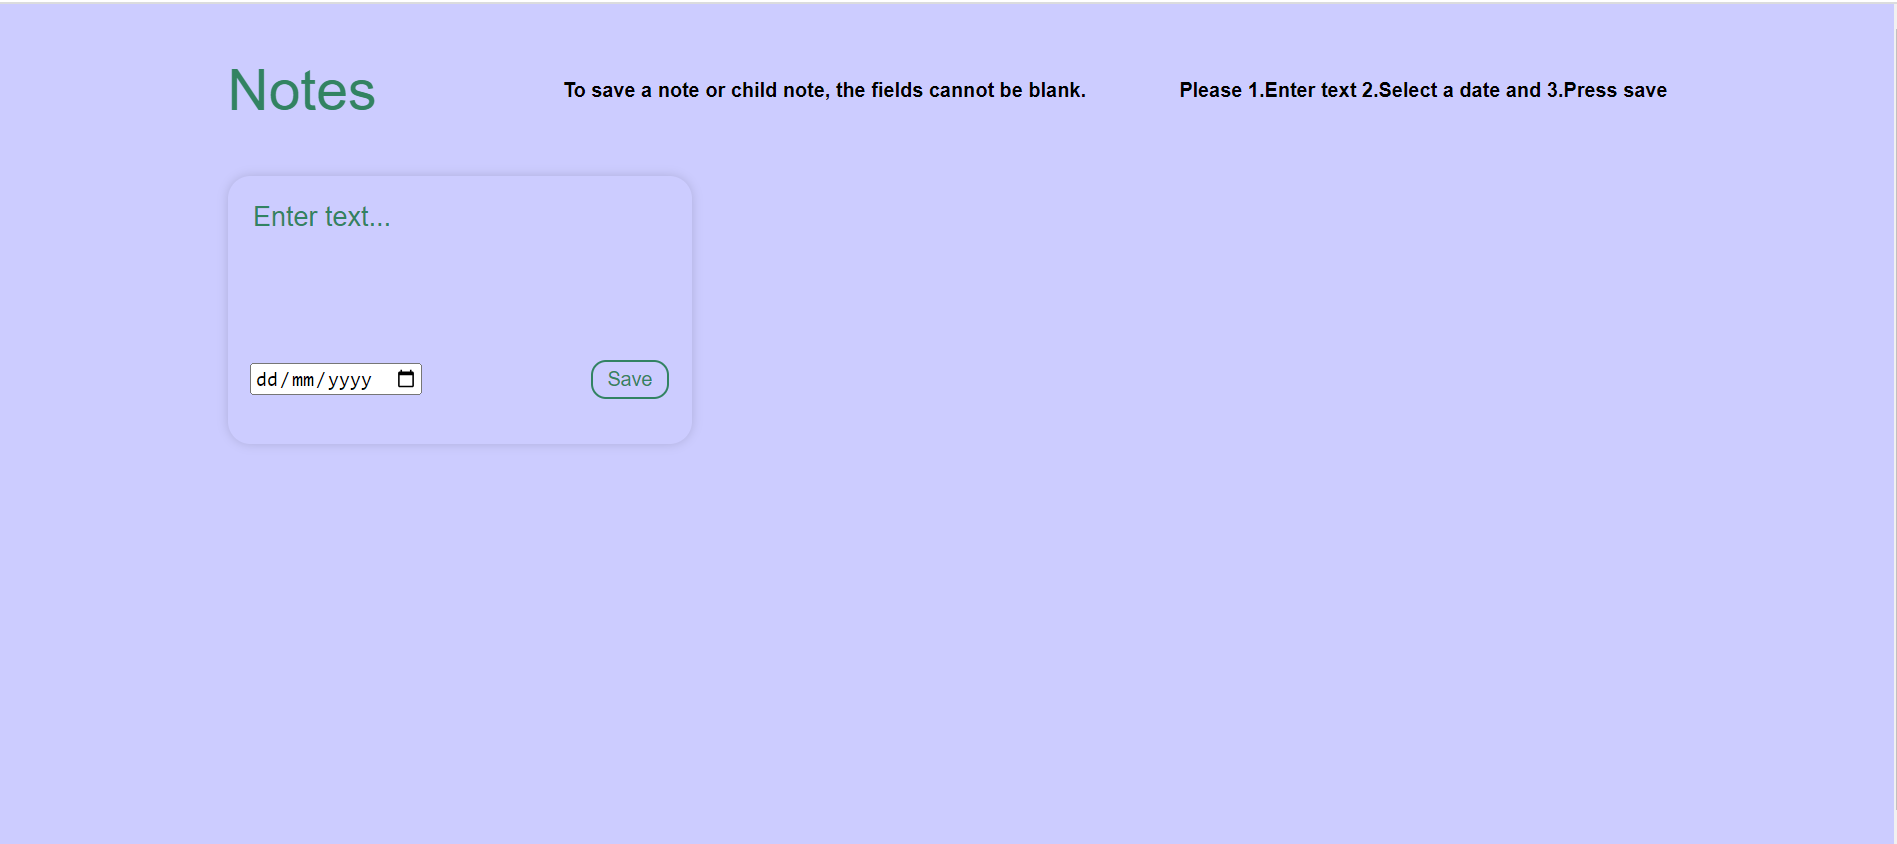 Notes
To save a note or child note, the fields cannot be blank.
Please 1.Enter text 2.Select a date and 3.Press save
Enter text...
dd/mm/yyyy
Save